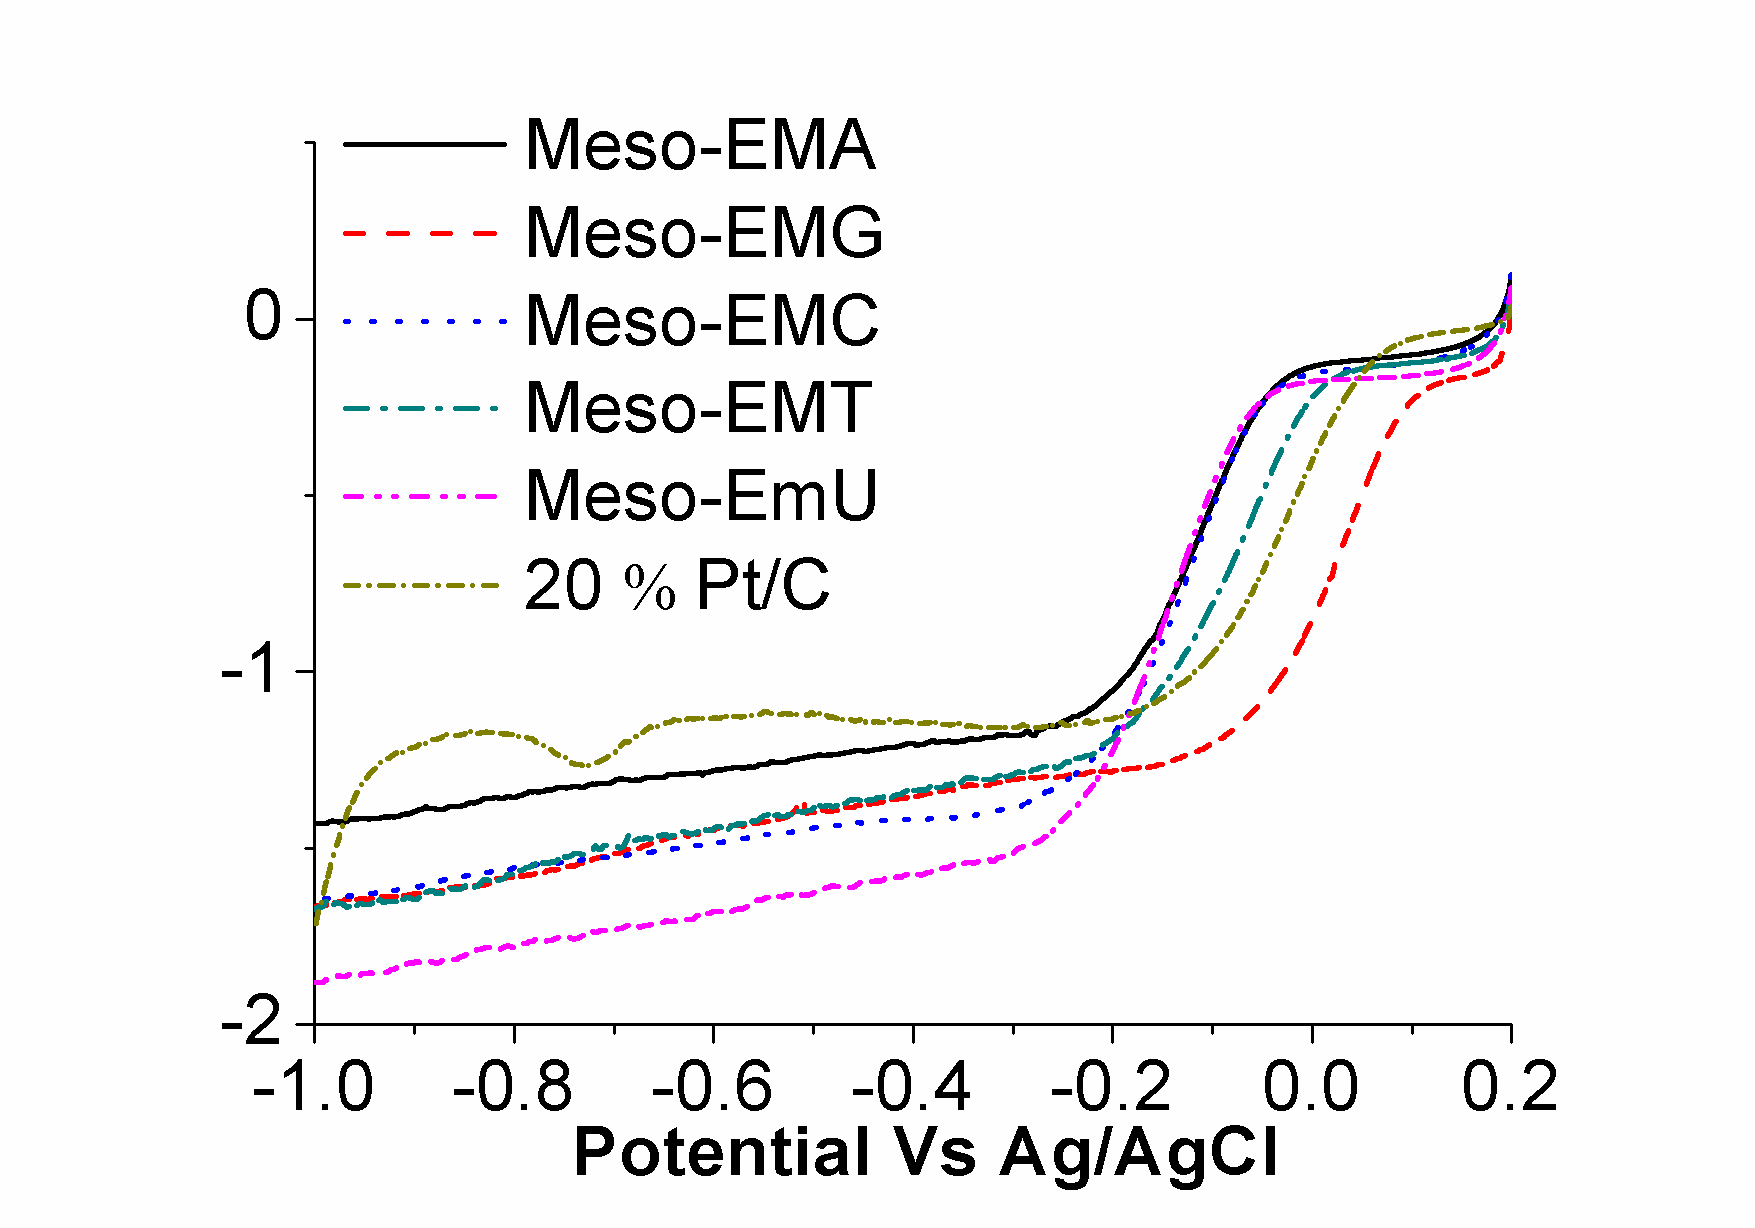 Meso-EMA
Meso-EMG
Meso-EMC
Meso-EMT
Meso-EmU
20 % Pt/C
0
-1
-2
-1.0 -0.8 -0.6 -0.4 -0.2 0.0 0.2
Potential Vs Ag/AgCl